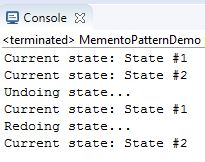 Console
<terminated> MementoPatternDemo
Current state: State #1
Current state: State #2
Undoing state...
Current state: State #1
Redoing state...
Current state: State #2